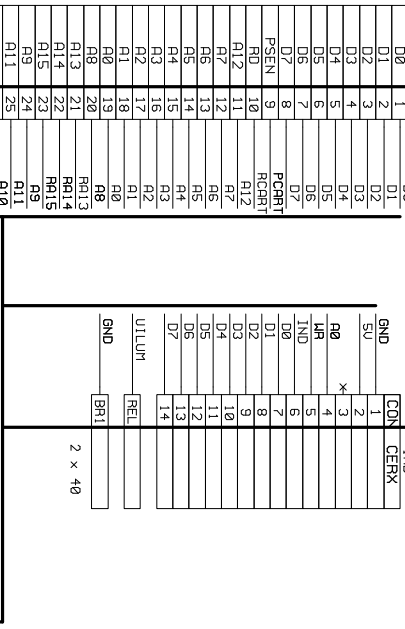 D0 1
D1 2 D1
D2 3 D2
D3 4 D3
D4 5 D4
D5 6 D5
D6 7 D6
D7 8 D7
PSEN 9 PCART
RD 10 RCART
A12 11 A12
A7 12 A7
A6 13 A6
A5 14 A5
A4 15 A4
A3 16 A3
A2 17 A2
A1 18 A1
A0 19 A0
A8 20 A8
A13 21 RA13
A14 22 RA14
A15 23 RA15
A9 24 A9
A11 25 A11
A10
CON CERX
GND 1
5V 2
x 3
A0 4
WR 5
IND 6
D0 7
D1 8
D2 9
D3 10
D4 11
D5 12
D6 13
D7 14
UILUM REL
GND BR1
2 x 40